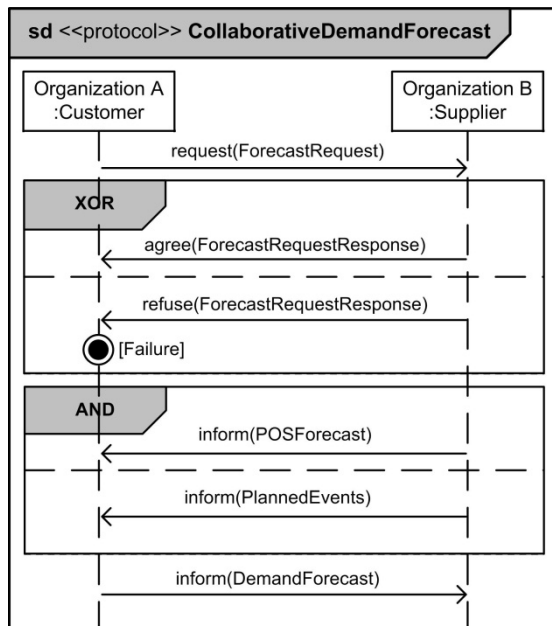 sd <<protocol>> CollaborativeDemandForecast
Organization A
:Customer
Organization B
:Supplier
request(ForecastRequest)
XOR
agree(ForecastRequestResponse)
refuse(ForecastRequestResponse)
[Failure]
AND
inform(POSForecast)
inform(PlannedEvents)
inform(DemandForecast)